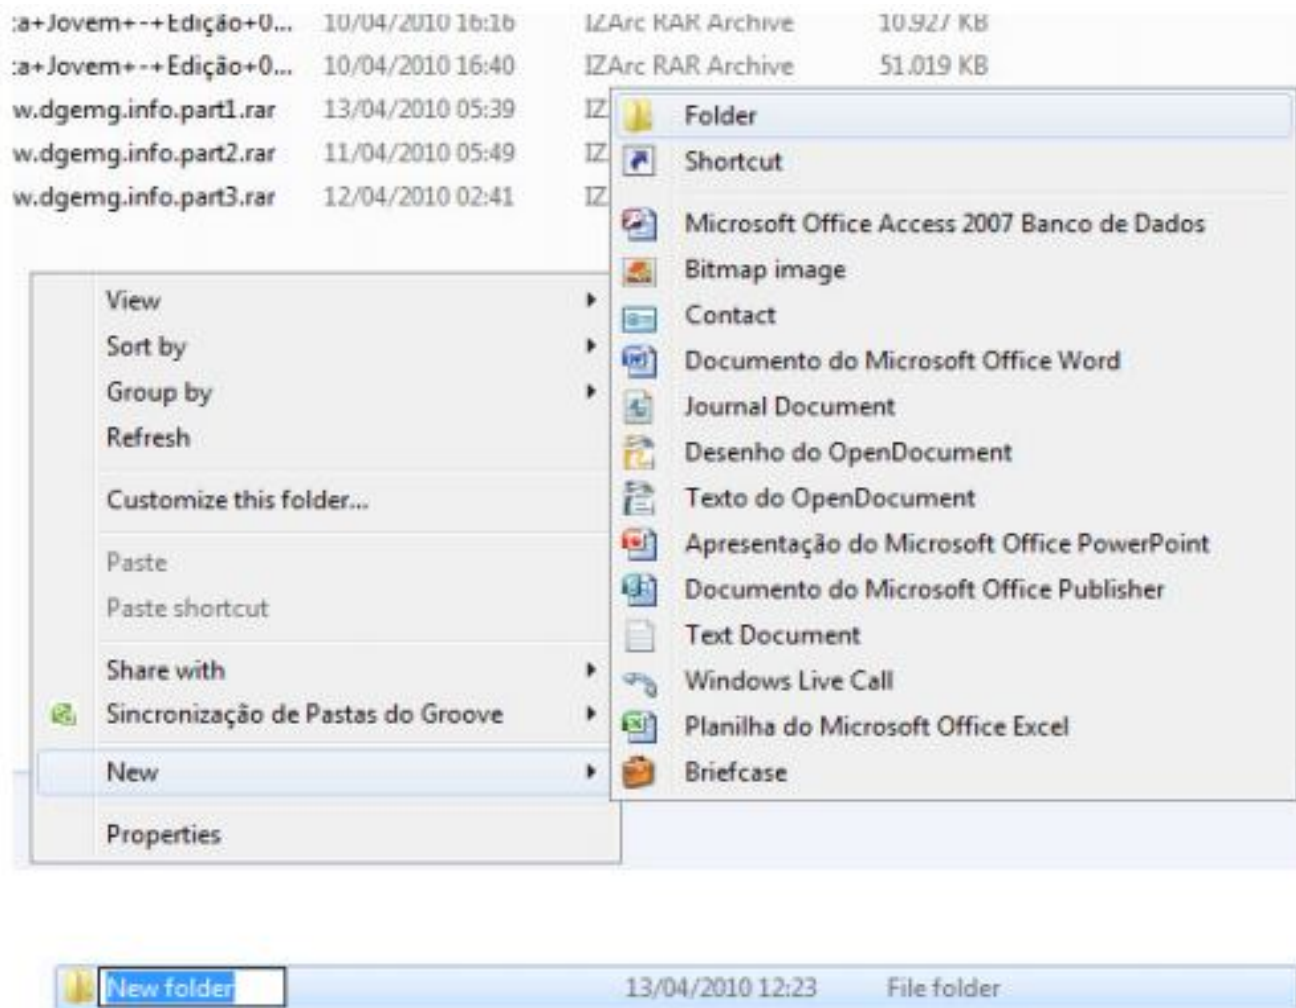 :a+Jovem+-+Edição+0... 10/04/2010 16:16 IZArc RAR Archive 10.927 KB
:a+Jovem+-+Edição+0... 10/04/2010 16:40 IZArc RAR Archive 51.019 KB
w.dgemg.info.part1.rar 13/04/2010 05:39 IZ
w.dgemg.info.part2.rar 11/04/2010 05:49 IZ
w.dgemg.info.part3.rar 12/04/2010 02:41 IZ
View
Sort by
Group by
Refresh
Customize this folder...
Paste
Paste shortcut
Share with
Sincronização de Pastas do Groove
New
Properties
Folder
Shortcut
Microsoft Office Access 2007 Banco de Dados
Bitmap image
Contact
Documento do Microsoft Office Word
Journal Document
Desenho do OpenDocument
Texto do OpenDocument
Apresentação do Microsoft Office PowerPoint
Documento do Microsoft Office Publisher
Text Document
Windows Live Call
Planilha do Microsoft Office Excel
Briefcase
New folder 13/04/2010 12:23 File folder